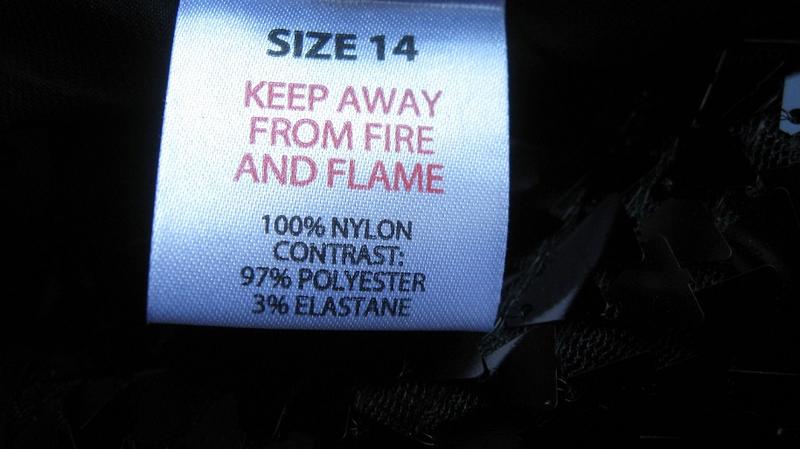 SIZE 14
KEEP AWAY
FROM FIRE
AND FLAME
100% NYLON
CONTRAST:
97% POLYESTER
3% ELASTANE